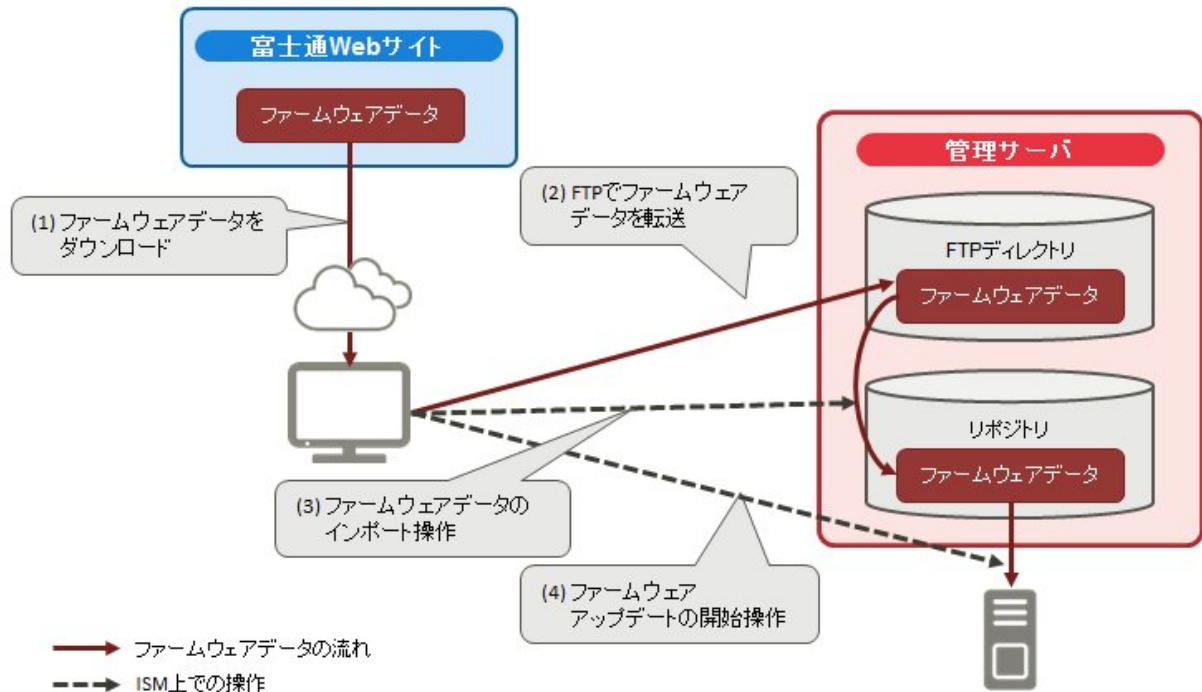 富士通Webサイト
ファームウェアデータ
(1) ファームウェアデータを
ダウンロード
(2) FTPでファームウェア
データを転送
管理サーバ
FTPディレクトリ
ファームウェアデータ
リポジトリ
ファームウェアデータ
(3) ファームウェアデータの
インポート操作
(4) ファームウェア
アップデートの開始操作
ファームウェアデータの流れ
ISM上での操作